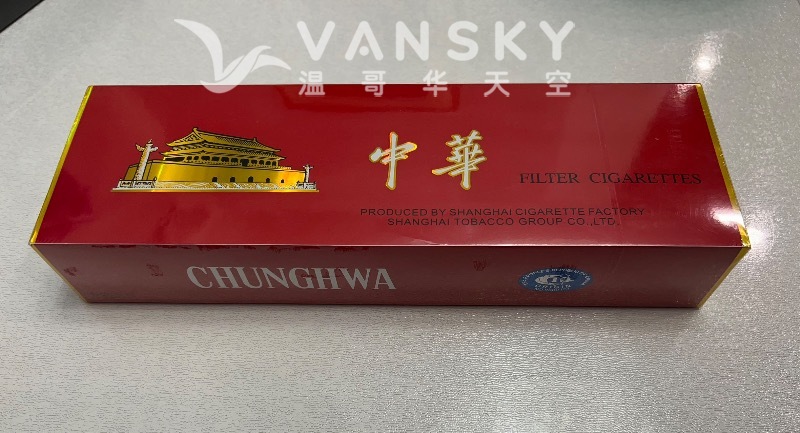 VANSKY
温哥华天空
中華
FILTER CIGARETTES
PRODUCED BY SHANGHAI CIGARETTE FACTORY
SHANGHAI TOBACCO GROUP CO.,LTD.
CHUNGHWA